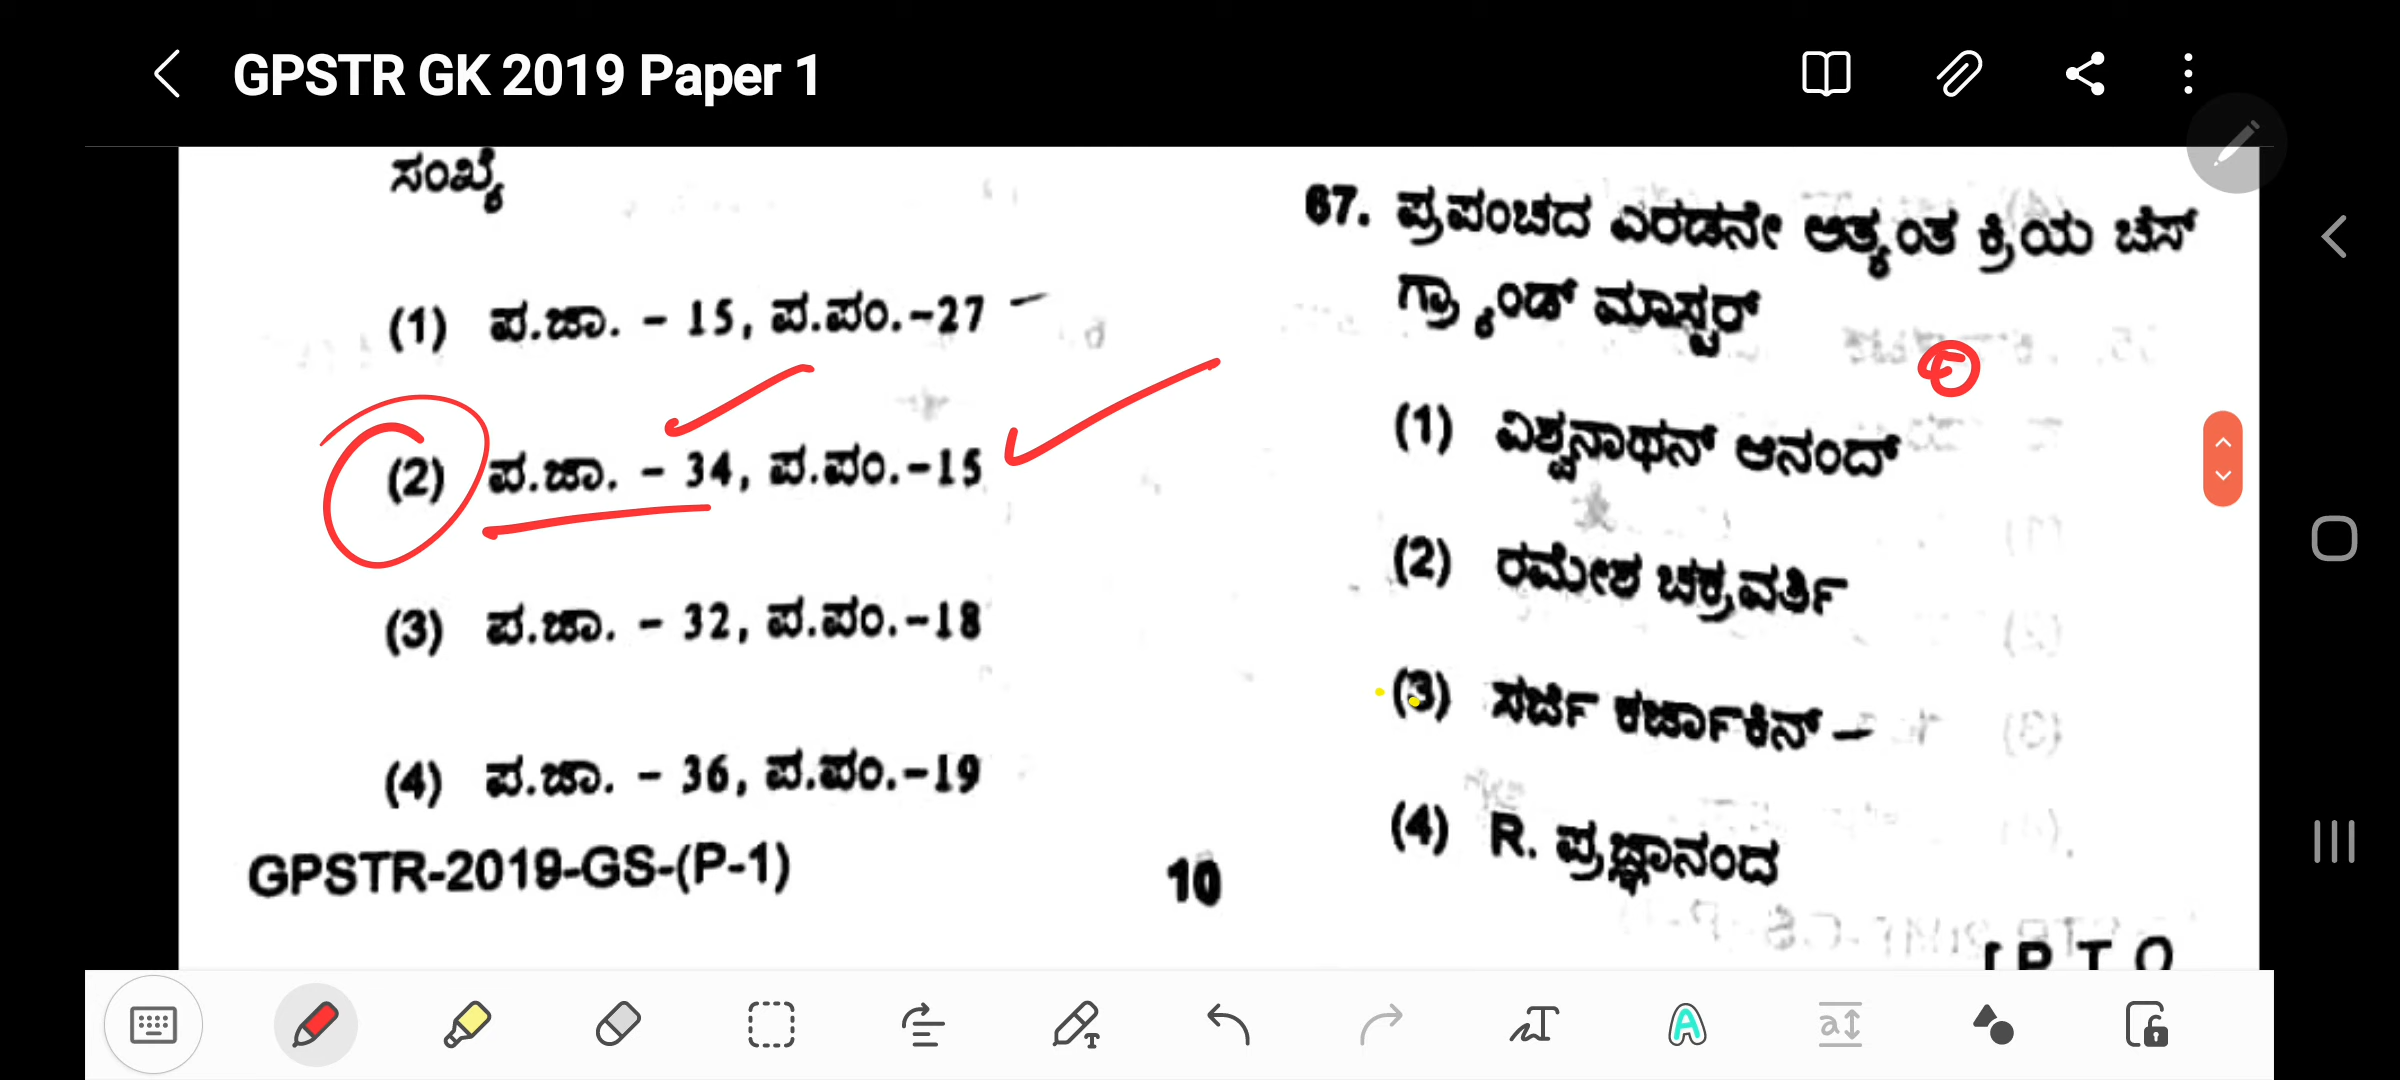 GPSTR GK 2019 Paper 1
ಸಂಖ್ಯೆ
(1) ಪ.ಜಾ. - 15, ಪ.ಪಂ.-27
(2) ಪ.ಜಾ. - 34, ಪ.ಪಂ.-15
(3) ಪ.ಜಾ. - 32, ಪ.ಪಂ.-18
(4) ಪ.ಜಾ. - 36, ಪ.ಪಂ.-19
GPSTR-2019-GS-(P-1)
10
67. ಪ್ರಪಂಚದ ಎರಡನೇ ಅತ್ಯಂತ ಕಿರಿಯ ಚೆಸ್
ಗ್ರ್ಯಾಂಡ್ ಮಾಸ್ಟರ್
(1) ವಿಶ್ವನಾಥನ್ ಆನಂದ್
(2) ರಮೇಶ ಚಕ್ರವರ್ತಿ
(3) ಸರ್ಜಿ ಕರ್ಜಾಕಿನ್
(4) R. ಪ್ರಜ್ಞಾನಂದ
[ P T O